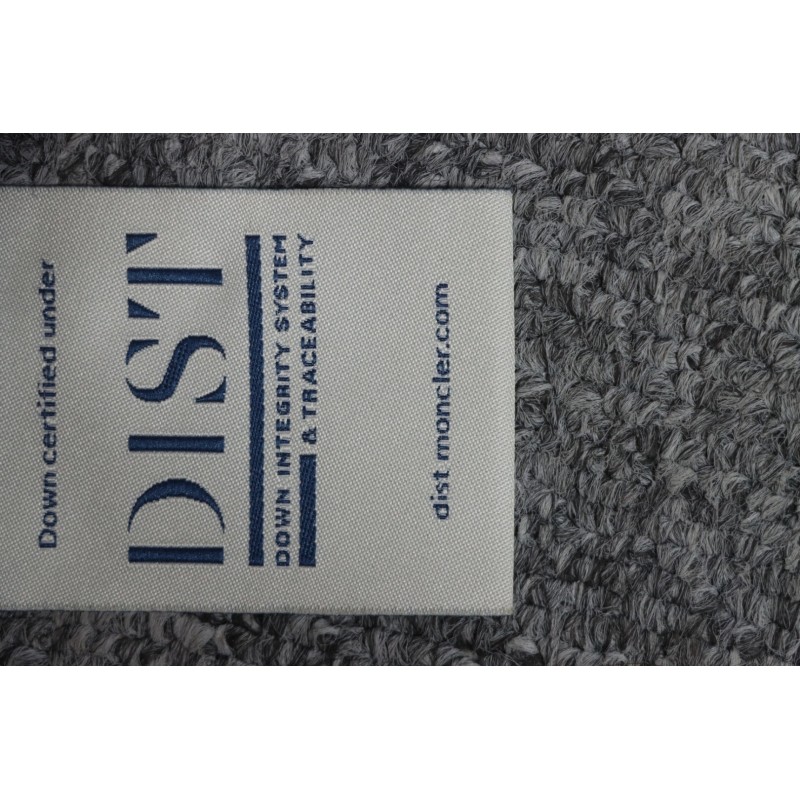 Down certified under
DIST
DOWN INTEGRITY SYSTEM
& TRACEABILITY
dist moncler.com